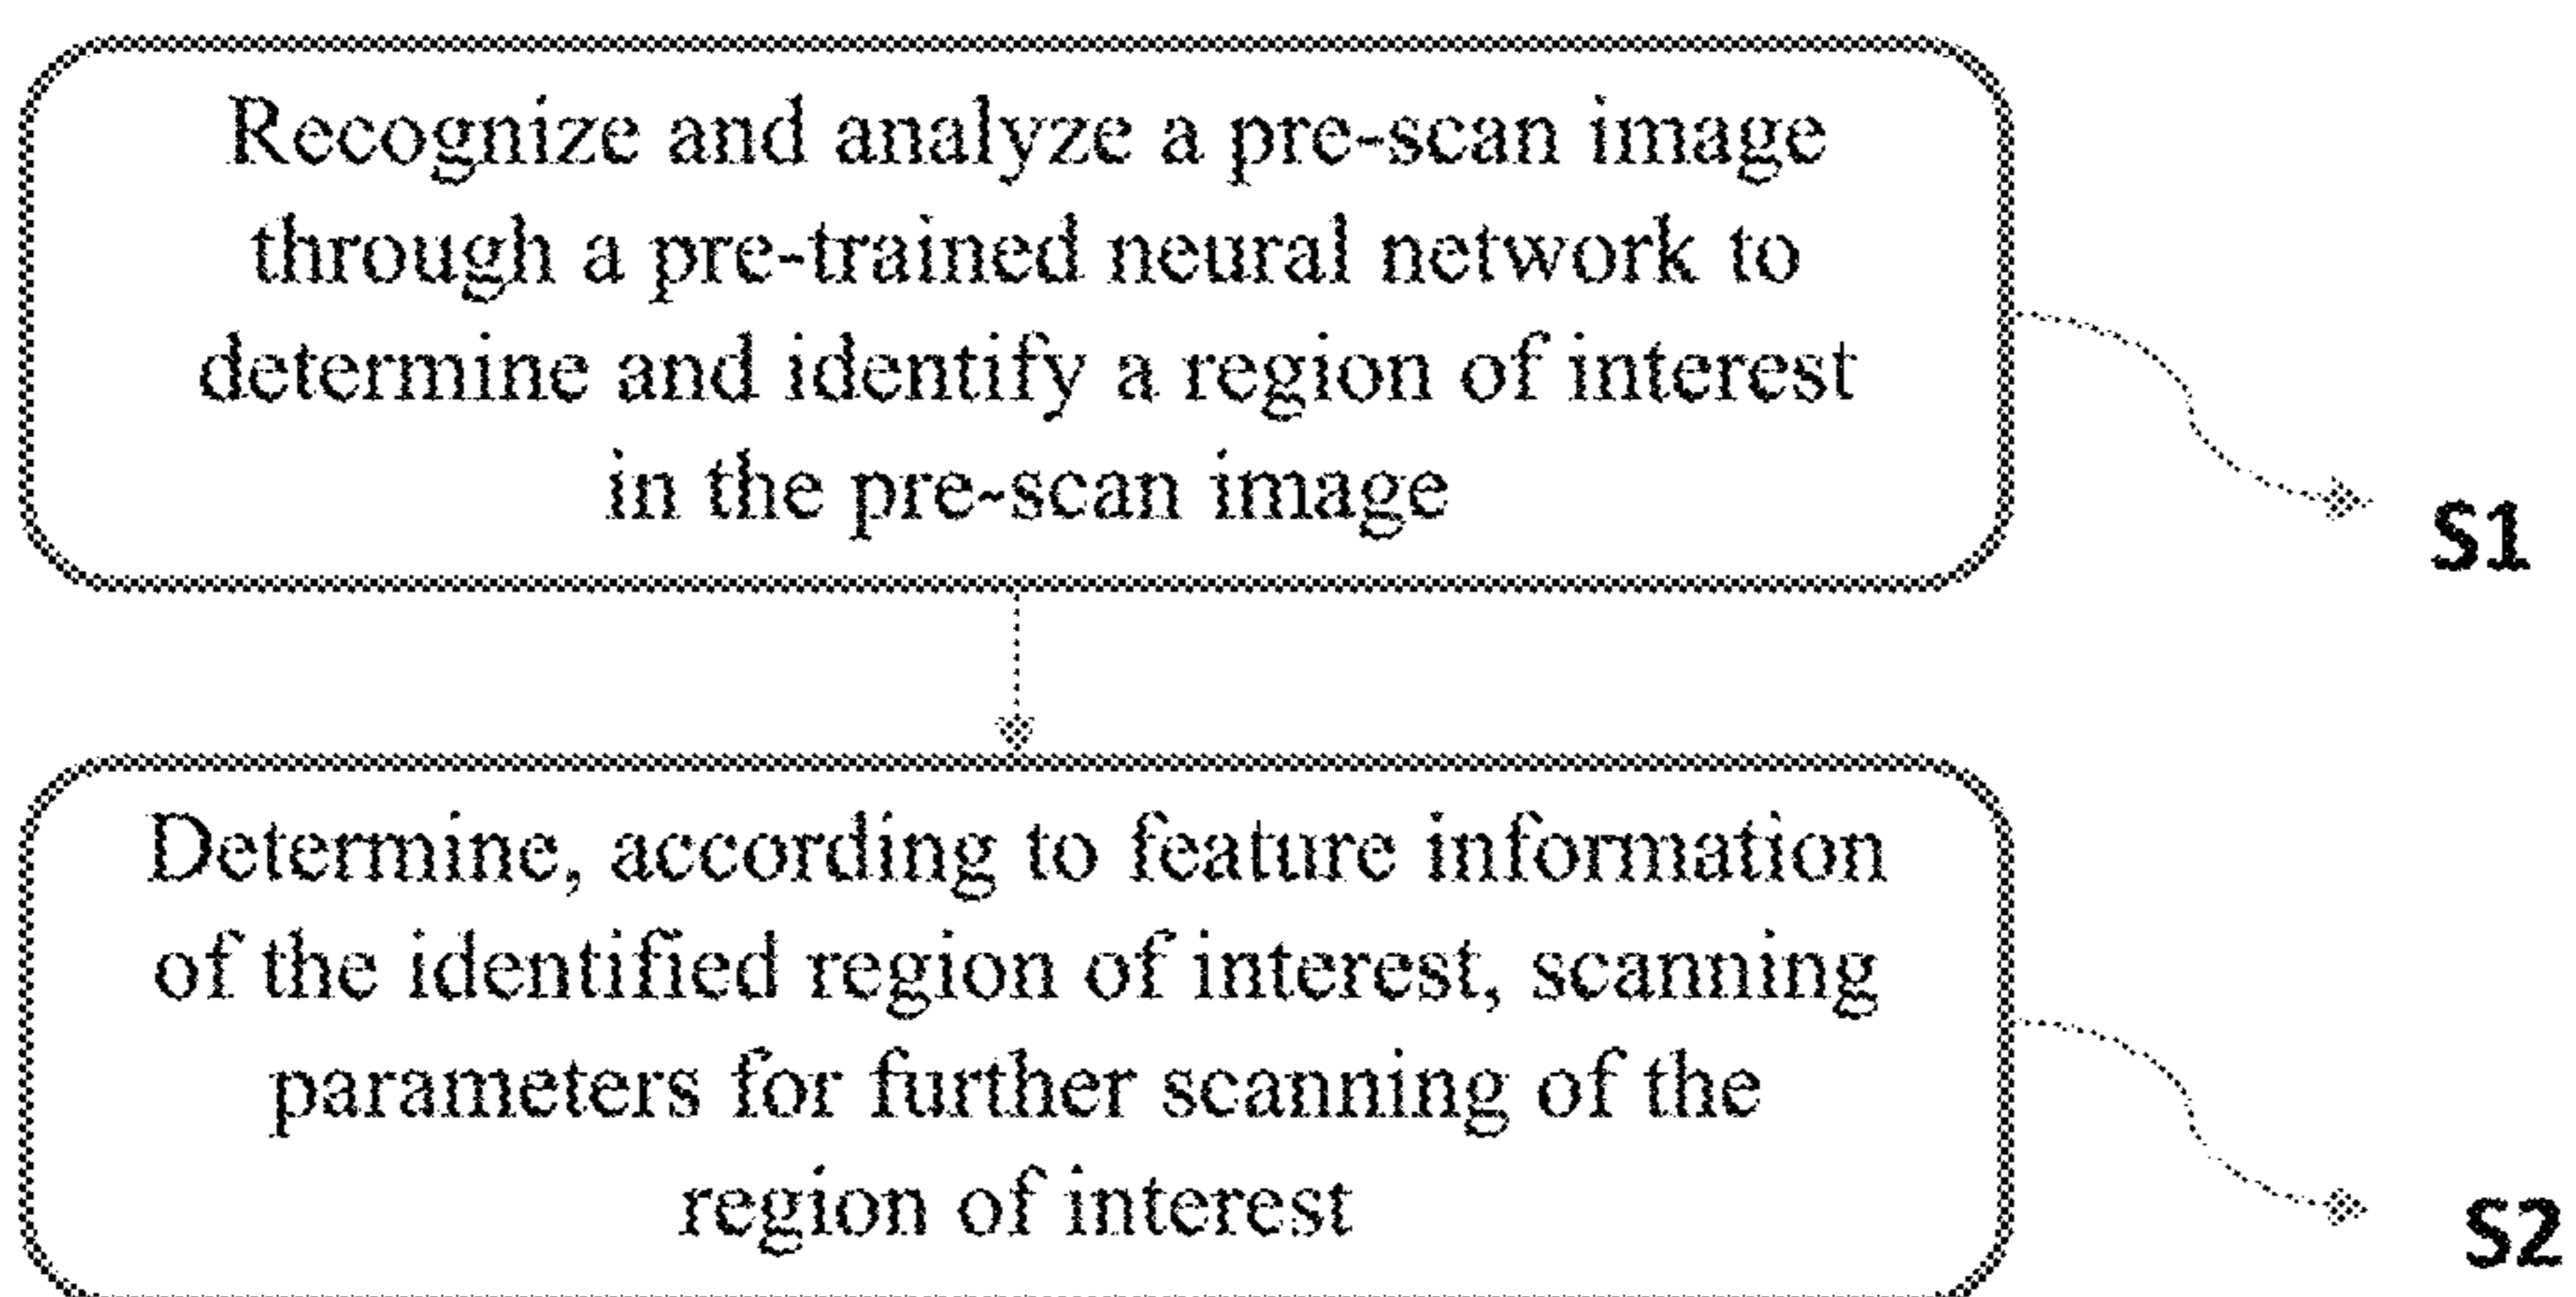 Recognize and analyze a pre-scan image
through a pre-trained neural network to
determine and identify a region of interest
in the pre-scan image
S1
Determine, according to feature information
of the identified region of interest, scanning
parameters for further scanning of the
region of interest
S2